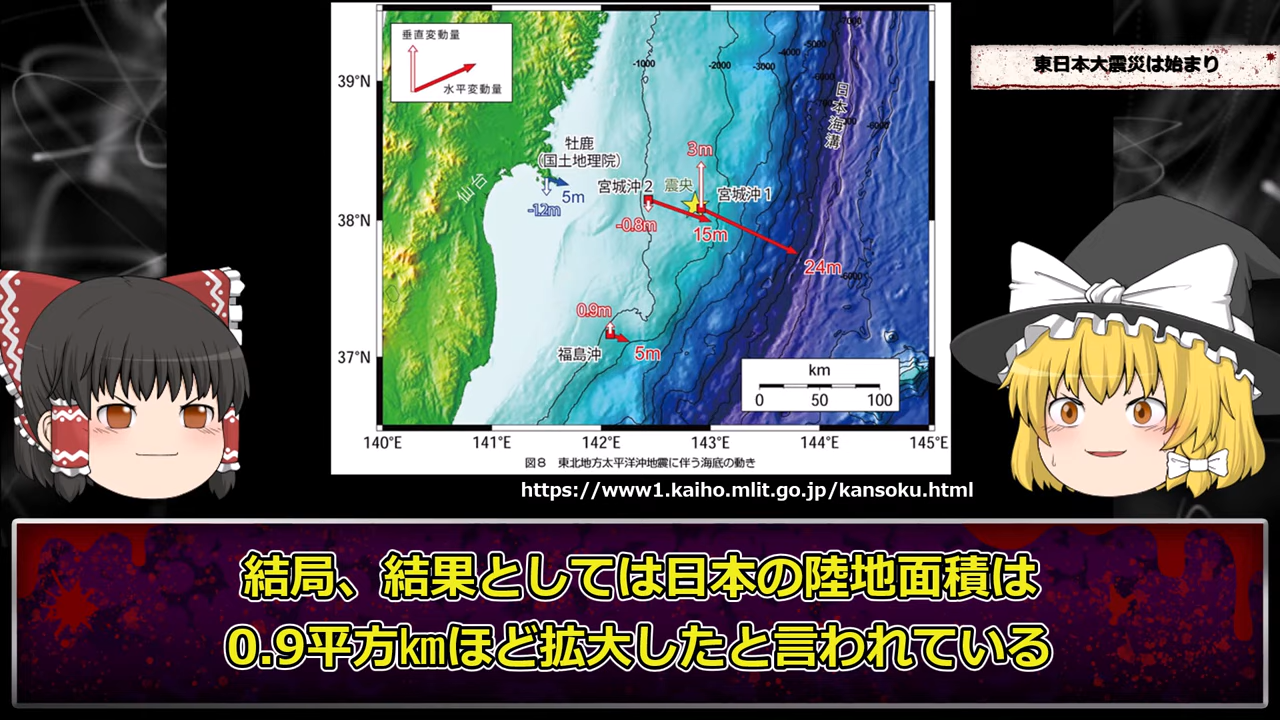 東日本大震災は始まり
垂直変動量
水平変動量
39°N
38°N
37°N
-1000
-2000
-3000
-4000
-5000
-6000
-7000
日本海溝
-6000
-6000
仙台
牡鹿
(国土地理院)
5m
-1.2m
宮城沖2
震央
宮城沖1
3m
-0.8m
15m
24m
0.9m
福島沖
5m
km
0 50 100
140°E 141°E 142°E 143°E 144°E 145°E
図8 東北地方太平洋沖地震に伴う海底の動き
https://www1.kaiho.mlit.go.jp/kansoku.html
結局、結果としては日本の陸地面積は
0.9平方㎞ほど拡大したと言われている